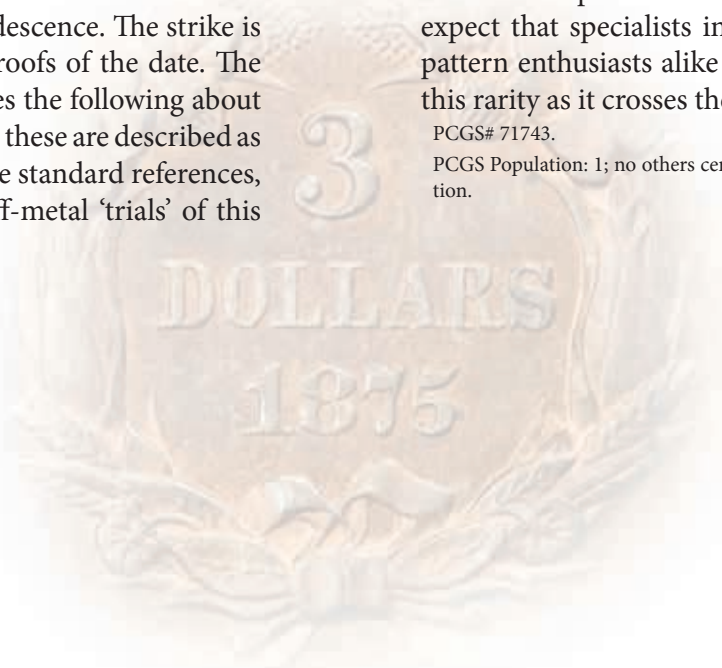 descence. The strike is
roofs of the date. The
es the following about
these are described as
e standard references,
ff-metal ‘trials’ of this
expect that specialists in
pattern enthusiasts alike
this rarity as it crosses the
PCGS# 71743.
PCGS Population: 1; no others cer
tion.
3
DOLLARS
1875